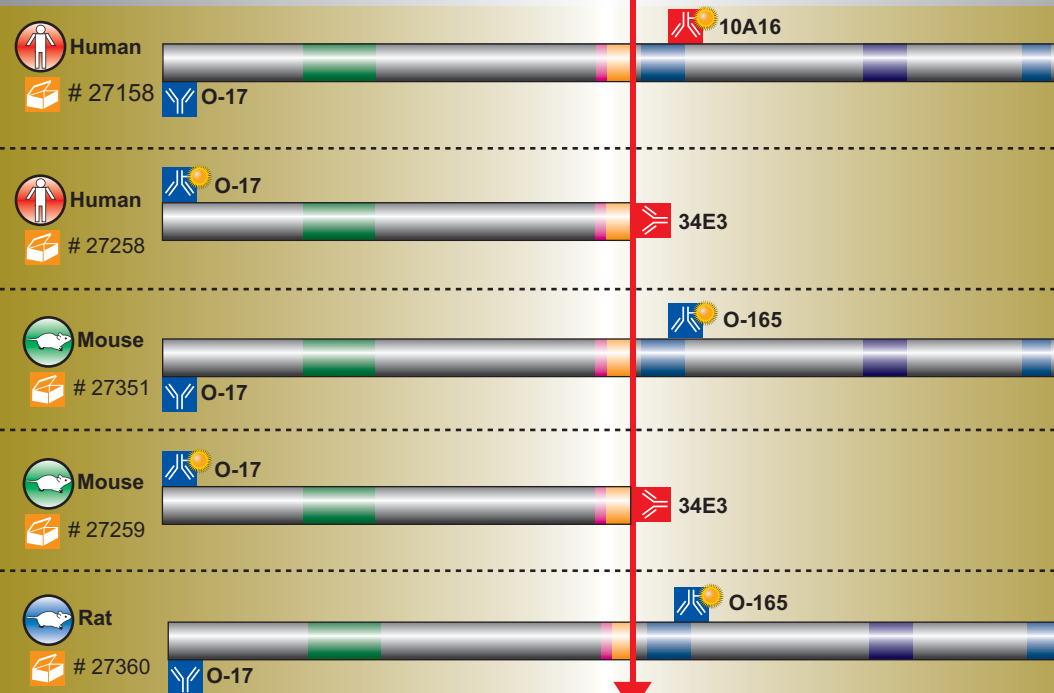 10A16
Human
# 27158
O-17
O-17
Human
34E3
# 27258
O-165
Mouse
# 27351
O-17
O-17
Mouse
34E3
# 27259
O-165
Rat
# 27360
O-17